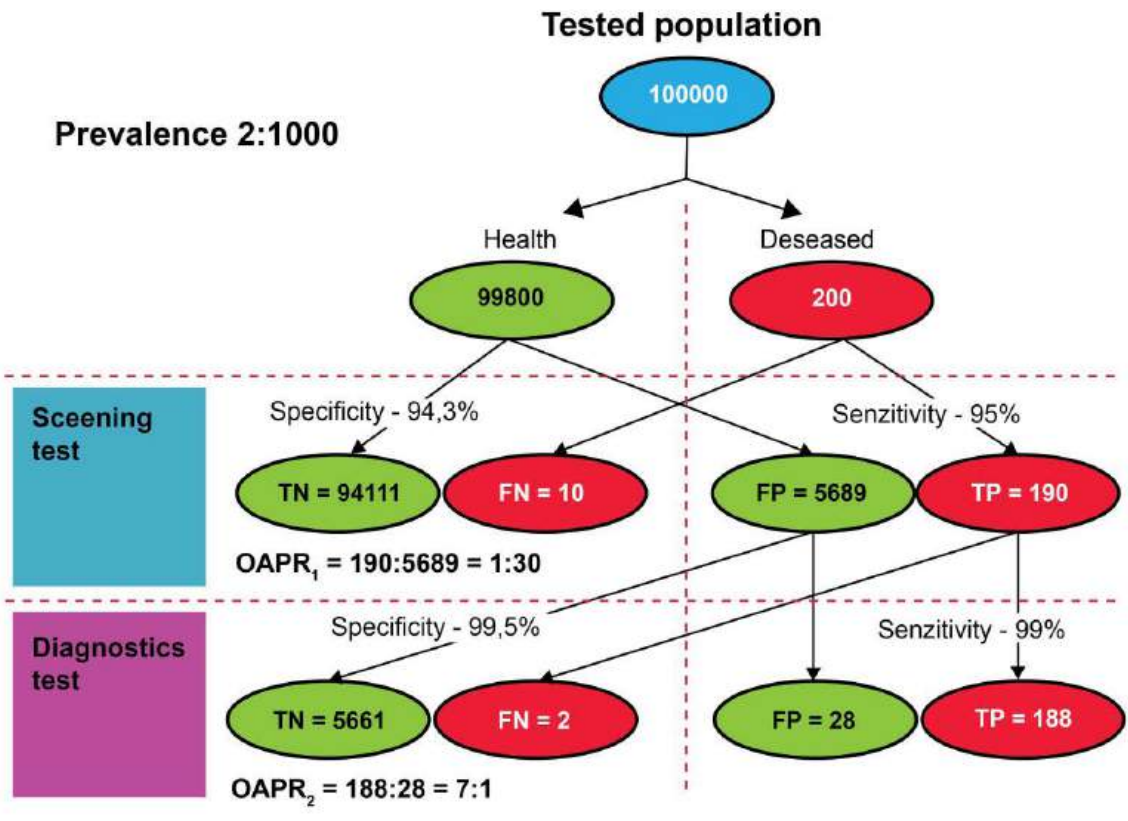 Tested population
100000
Prevalence 2:1000
Health
Deseased
99800
200
Sceening
test
Specificity - 94,3%
Senzitivity - 95%
TN = 94111
FN = 10
FP = 5689
TP = 190
OAPR₁ = 190:5689 = 1:30
Diagnostics
test
Specificity - 99,5%
Senzitivity - 99%
TN = 5661
FN = 2
FP = 28
TP = 188
OAPR₂ = 188:28 = 7:1